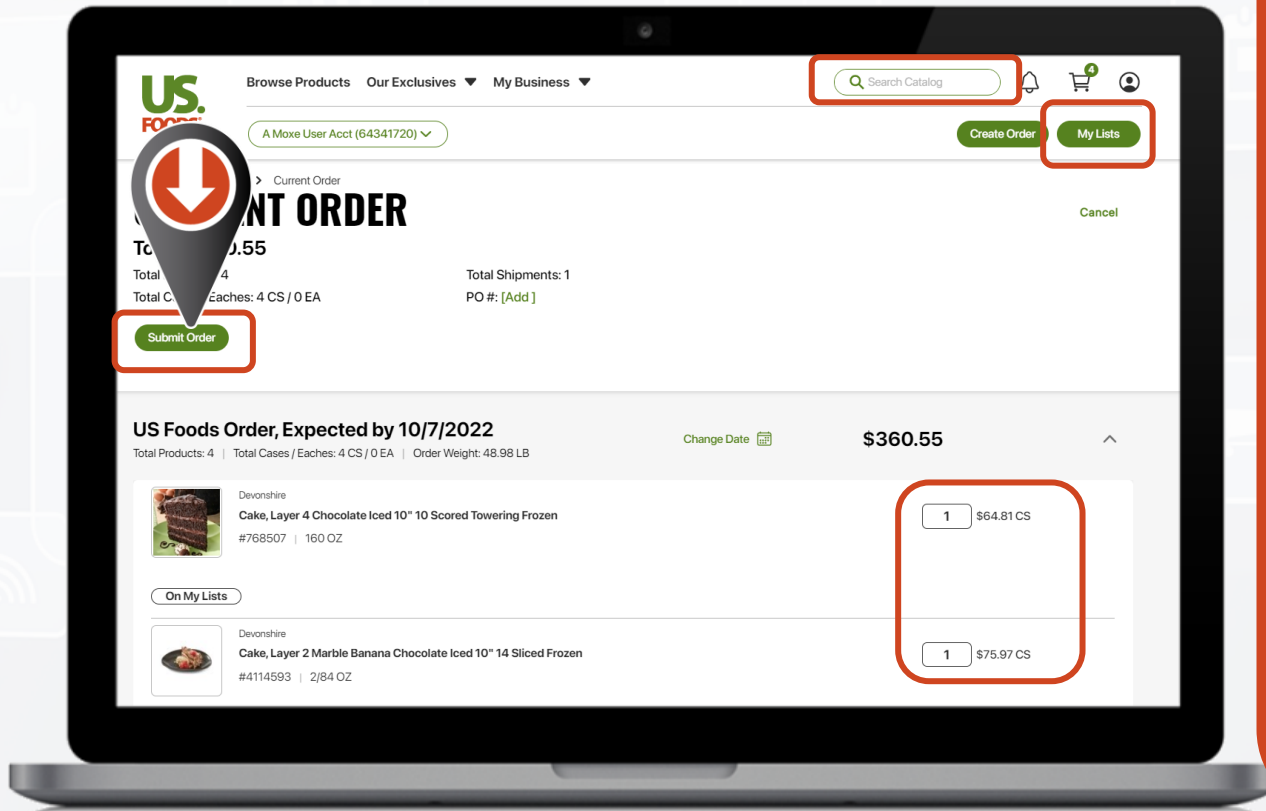 US.
FOODS
Browse Products Our Exclusives My Business
Search Catalog
4
A Moxe User Acct (64341720)
Create Order
My Lists
> Current Order
NT ORDER
Cancel
.55
Total 4
Total Shipments: 1
Total Eaches: 4 CS / 0 EA
PO #: [Add ]
Submit Order
US Foods Order, Expected by 10/7/2022
Change Date
$360.55
Total Products: 4 | Total Cases / Eaches: 4 CS / 0 EA | Order Weight: 48.98 LB
Devonshire
Cake, Layer 4 Chocolate Iced 10" 10 Scored Towering Frozen
1 $64.81 CS
#768507 | 160 OZ
On My Lists
Devonshire
Cake, Layer 2 Marble Banana Chocolate Iced 10" 14 Sliced Frozen
1 $75.97 CS
#4114593 | 2/84 OZ